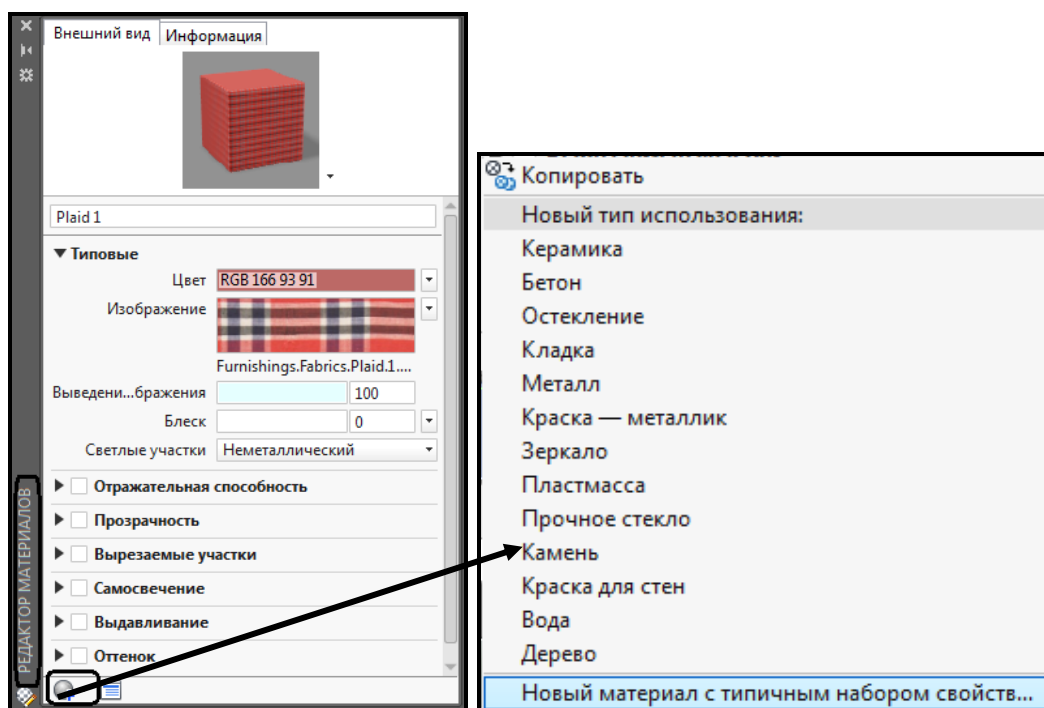 Внешний вид
Информация
Plaid 1
Типовые
Цвет RGB 166 93 91
Изображение
Furnishings.Fabrics.Plaid.1....
Выведени...бражения 100
Блеск 0
Светлые участки Неметаллический
Отражательная способность
Прозрачность
Вырезаемые участки
Самосвечение
Выдавливание
Оттенок
РЕДАКТОР МАТЕРИАЛОВ
Копировать
Новый тип использования:
Керамика
Бетон
Остекление
Кладка
Металл
Краска — металлик
Зеркало
Пластмасса
Прочное стекло
Камень
Краска для стен
Вода
Дерево
Новый материал с типичным набором свойств...